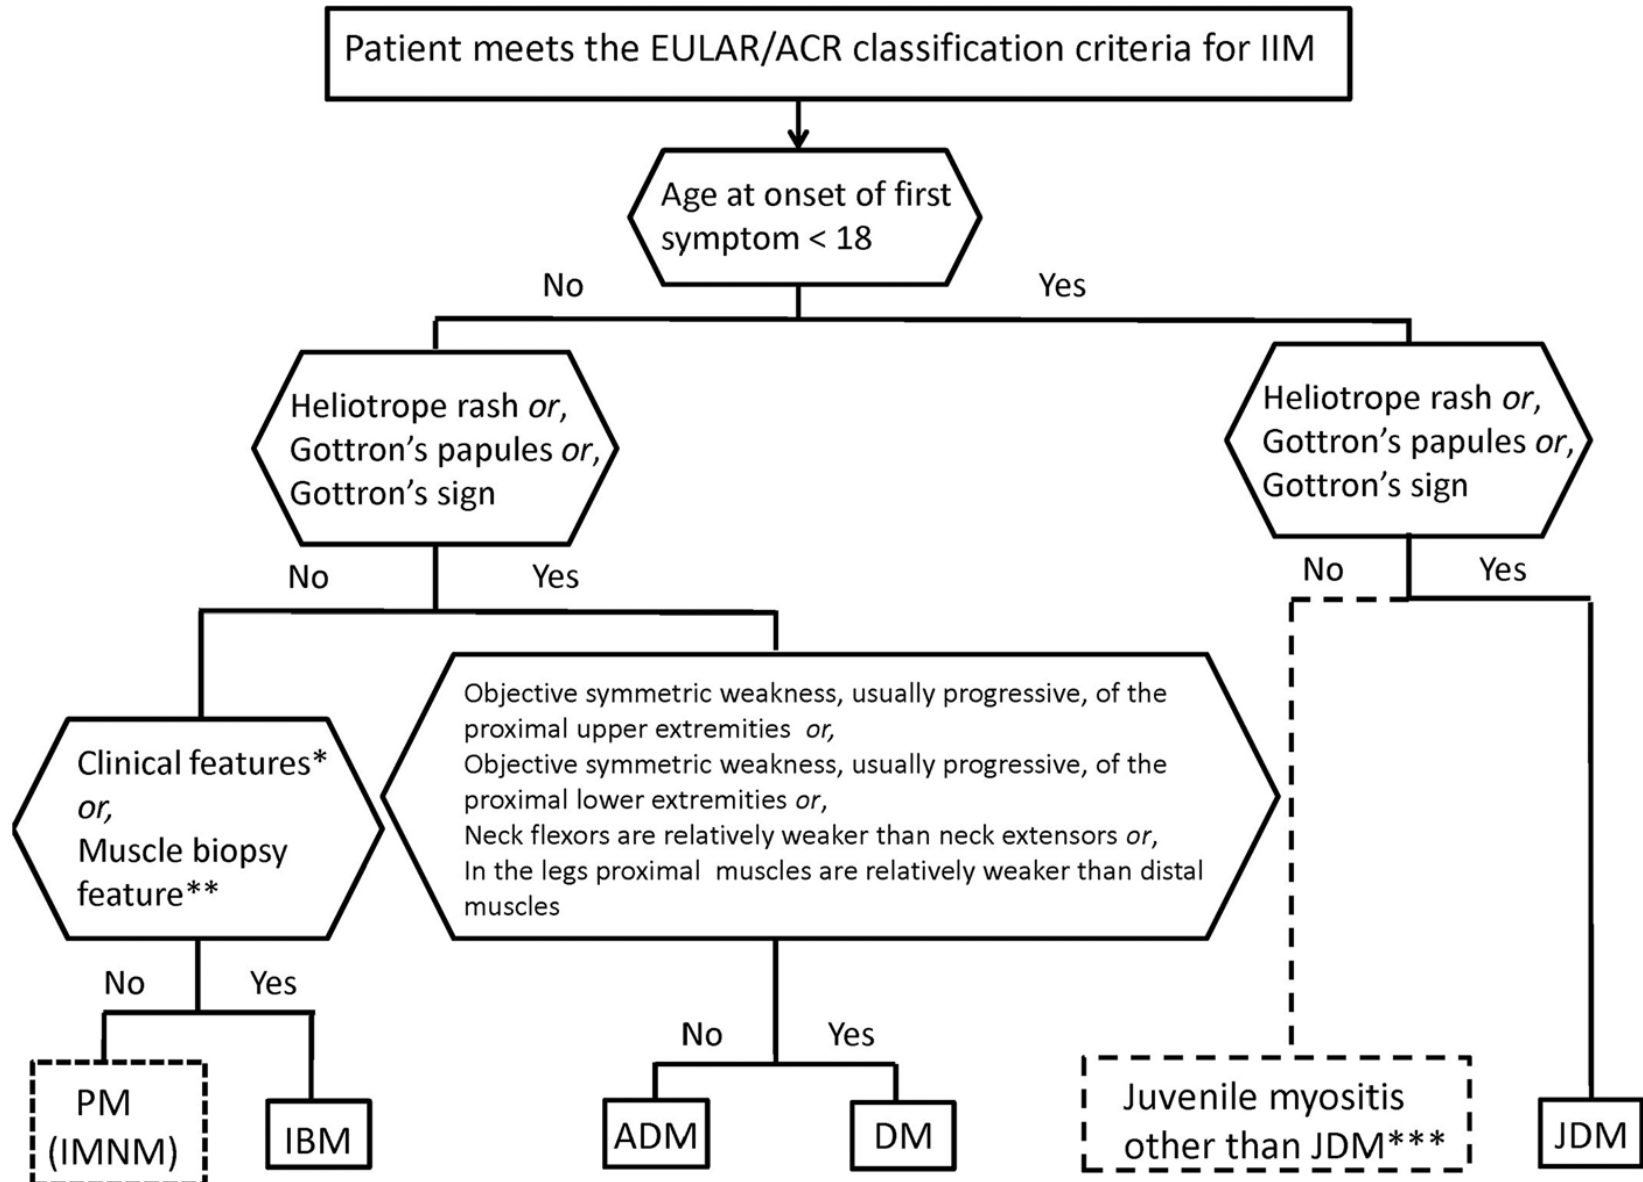 Patient meets the EULAR/ACR classification criteria for IIM
Age at onset of first
symptom < 18
No
Yes
Heliotrope rash or,
Gottron’s papules or,
Gottron’s sign
Heliotrope rash or,
Gottron’s papules or,
Gottron’s sign
No
Yes
No
Yes
Clinical features*
or,
Muscle biopsy
feature**
Objective symmetric weakness, usually progressive, of the
proximal upper extremities or,
Objective symmetric weakness, usually progressive, of the
proximal lower extremities or,
Neck flexors are relatively weaker than neck extensors or,
In the legs proximal muscles are relatively weaker than distal
muscles
No
Yes
No
Yes
PM
(IMNM)
IBM
ADM
DM
Juvenile myositis
other than JDM***
JDM